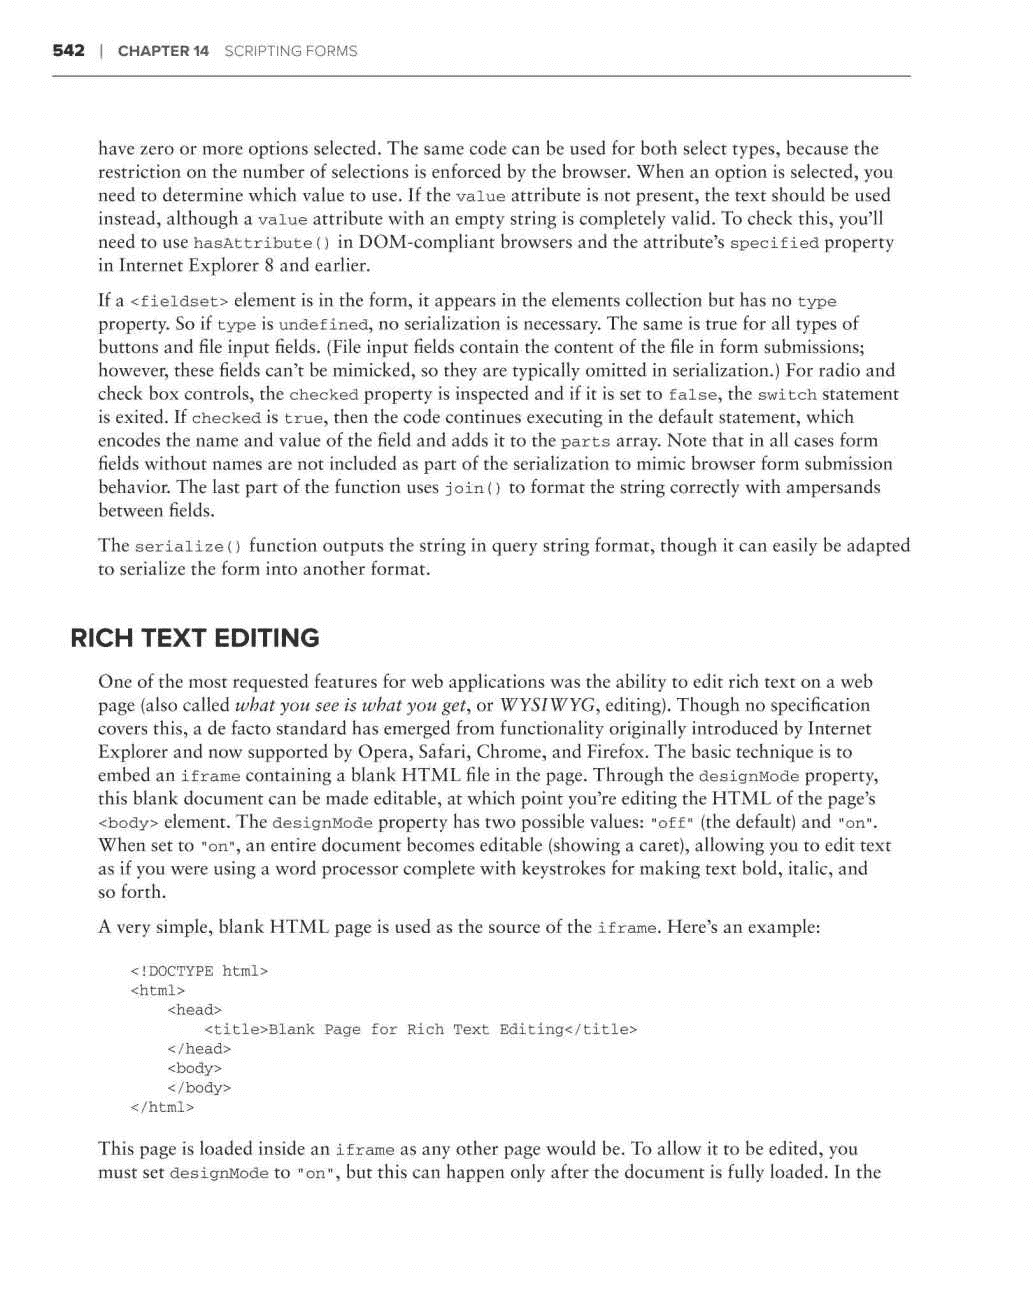 542 | CHAPTER 14 SCRIPTING FORMS
have zero or more options selected. The same code can be used for both select types, because the
restriction on the number of selections is enforced by the browser. When an option is selected, you
need to determine which value to use. If the value attribute is not present, the text should be used
instead, although a value attribute with an empty string is completely valid. To check this, you’ll
need to use hasAttribute() in DOM-compliant browsers and the attribute’s specified property
in Internet Explorer 8 and earlier.
If a <fieldset> element is in the form, it appears in the elements collection but has no type
property. So if type is undefined, no serialization is necessary. The same is true for all types of
buttons and file input fields. (File input fields contain the content of the file in form submissions;
however, these fields can’t be mimicked, so they are typically omitted in serialization.) For radio and
check box controls, the checked property is inspected and if it is set to false, the switch statement
is exited. If checked is true, then the code continues executing in the default statement, which
encodes the name and value of the field and adds it to the parts array. Note that in all cases form
fields without names are not included as part of the serialization to mimic browser form submission
behavior. The last part of the function uses join() to format the string correctly with ampersands
between fields.
The serialize() function outputs the string in query string format, though it can easily be adapted
to serialize the form into another format.
RICH TEXT EDITING
One of the most requested features for web applications was the ability to edit rich text on a web
page (also called what you see is what you get, or WYSIWYG, editing). Though no specification
covers this, a de facto standard has emerged from functionality originally introduced by Internet
Explorer and now supported by Opera, Safari, Chrome, and Firefox. The basic technique is to
embed an iframe containing a blank HTML file in the page. Through the designMode property,
this blank document can be made editable, at which point you’re editing the HTML of the page’s
<body> element. The designMode property has two possible values: "off" (the default) and "on".
When set to "on", an entire document becomes editable (showing a caret), allowing you to edit text
as if you were using a word processor complete with keystrokes for making text bold, italic, and
so forth.
A very simple, blank HTML page is used as the source of the iframe. Here’s an example:
<!DOCTYPE html>
<html>
<head>
<title>Blank Page for Rich Text Editing</title>
</head>
<body>
</body>
</html>
This page is loaded inside an iframe as any other page would be. To allow it to be edited, you
must set designMode to "on", but this can happen only after the document is fully loaded. In the